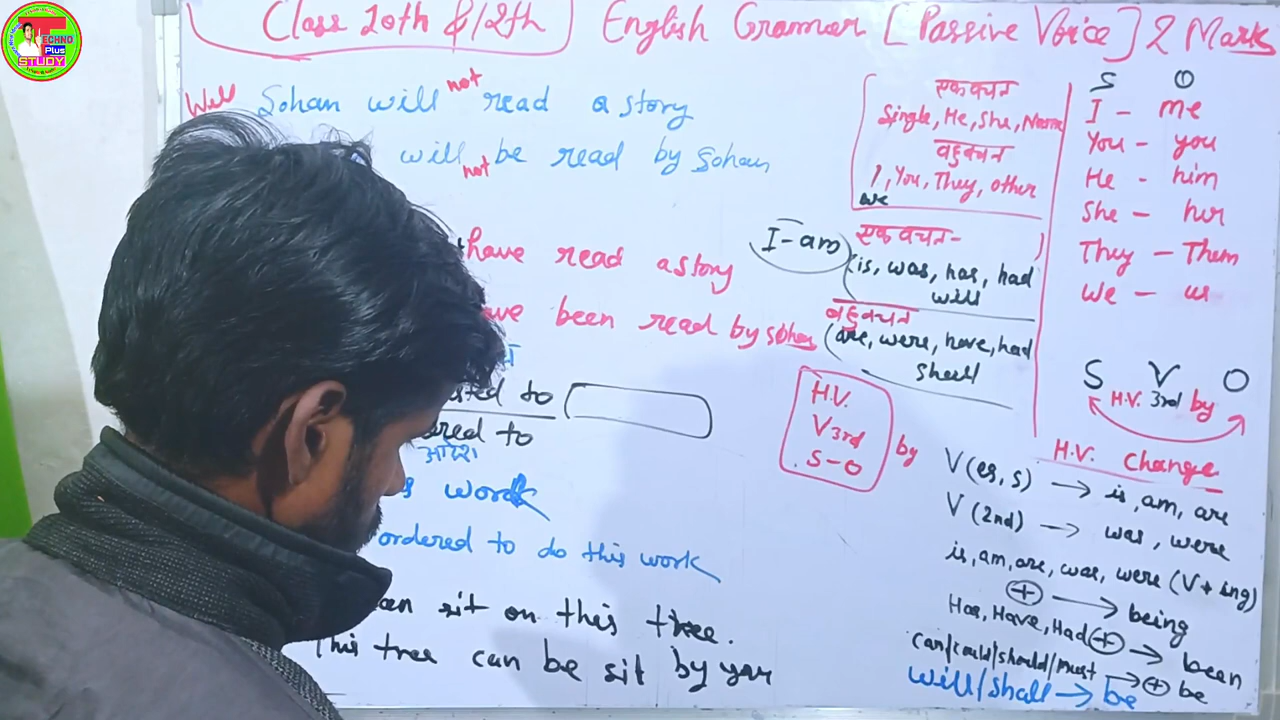 TECHNO
Plus
STUDY
Class 10th & 12th English Grammar [Passive Voice] 2 Mark
Will Sohan will not read a story
will not be read by Sohan
have read a story
been read by Sohan
to
to
आदेश
work
ordered to do this work
sit on this tree.
This tree can be sit by you
एकवचन
Single, He, She, Name
बहुवचन
I, You, They, other
we
I-am
एकवचन-
(is, was, has, had
will
बहुवचन
(are, were, have, had
shall
H.V.
V 3rd by
S-O
S O
I - me
You - you
He - him
She - her
They - Them
We - us
S V O
H.V. 3rd by
H.V. Change
V (es, s) → is, am, are
V (2nd) → was, were
is, am, are, was, were (V+ing)
+ → being
Has, Have, Had + → been
can/could/should/must → + be
will/shall → be